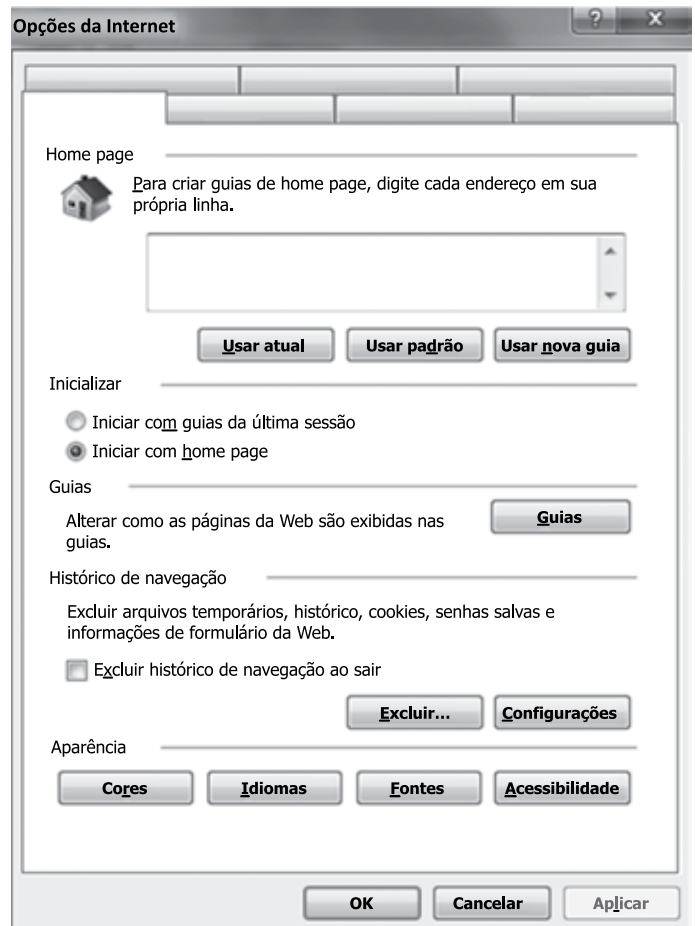 Opções da Internet
?
X
Home page
Para criar guias de home page, digite cada endereço em sua
própria linha.
Usar atual
Usar padrão
Usar nova guia
Inicializar
Iniciar com guias da última sessão
Iniciar com home page
Guias
Alterar como as páginas da Web são exibidas nas
guias.
Guias
Histórico de navegação
Excluir arquivos temporários, histórico, cookies, senhas salvas e
informações de formulário da Web.
Excluir histórico de navegação ao sair
Excluir...
Configurações
Aparência
Cores
Idiomas
Fontes
Acessibilidade
OK
Cancelar
Aplicar